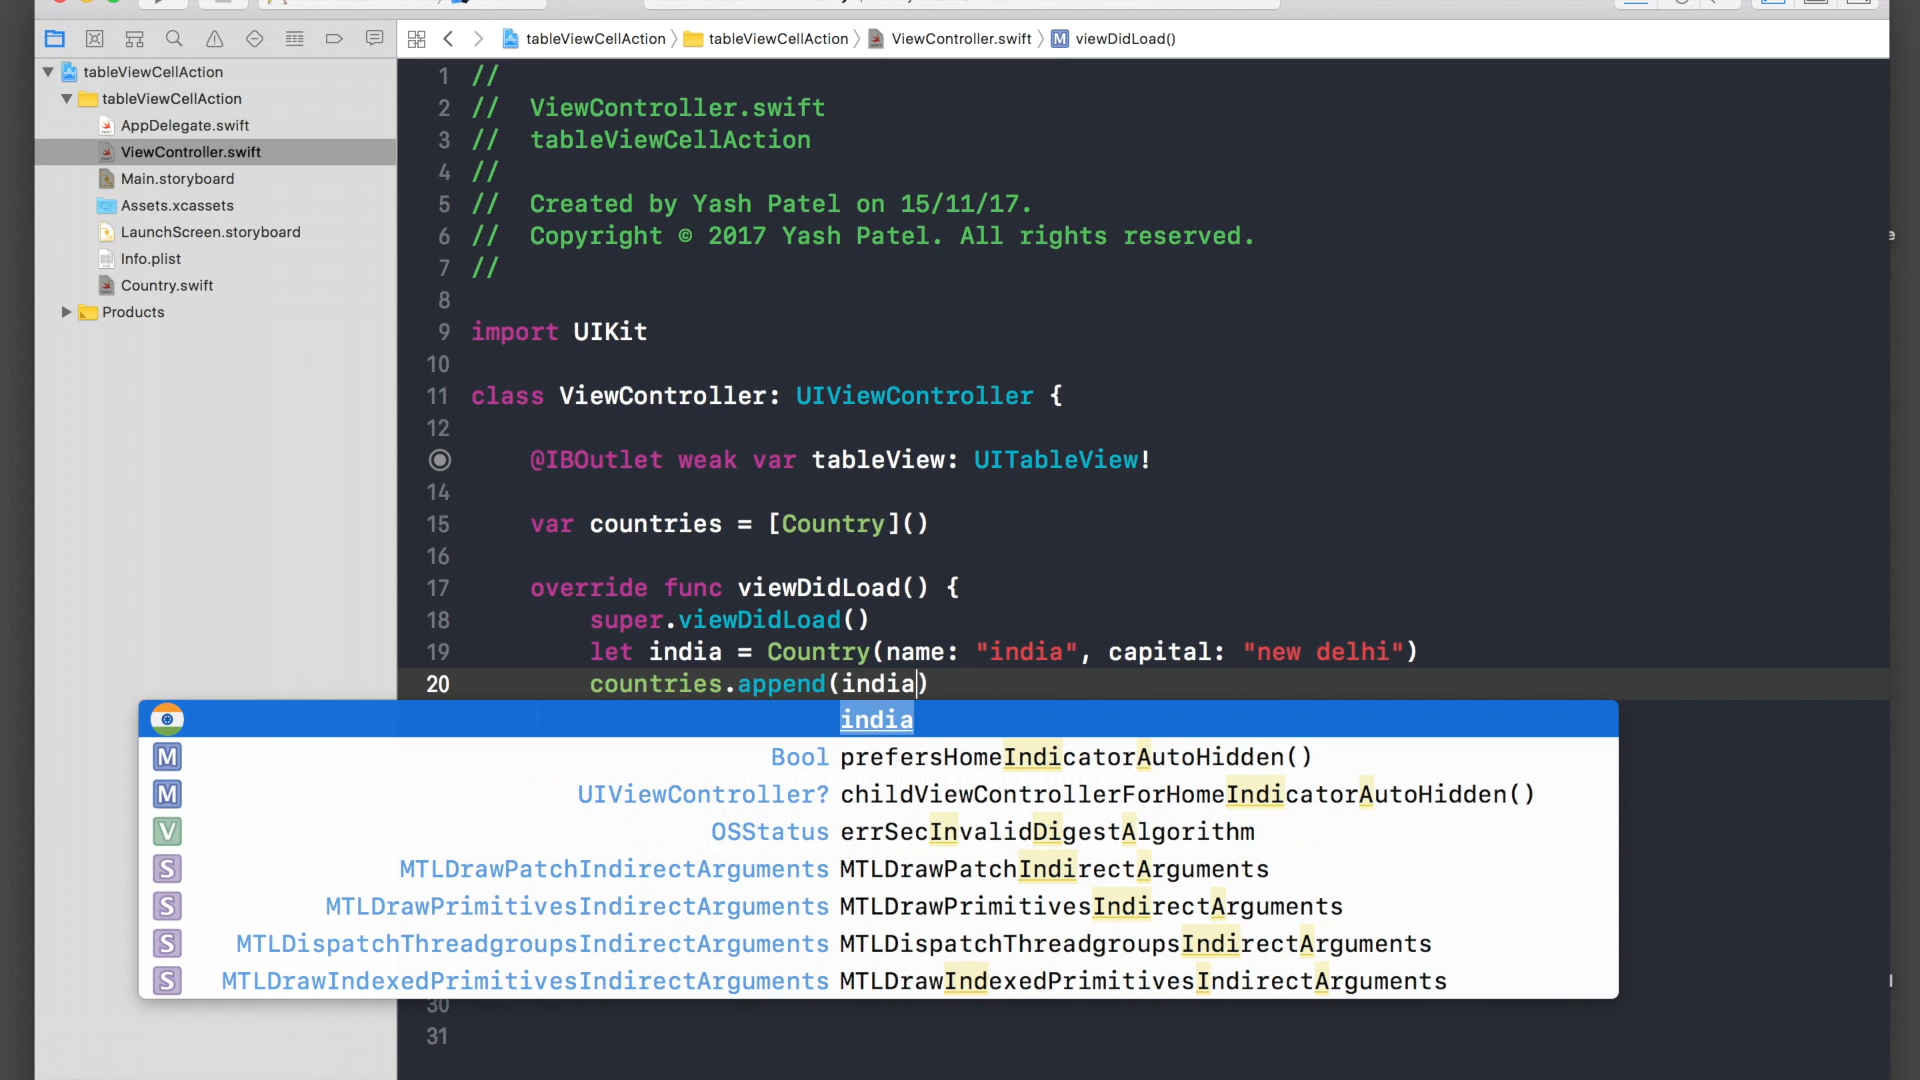 tableViewCellAction
tableViewCellAction
AppDelegate.swift
ViewController.swift
Main.storyboard
Assets.xcassets
LaunchScreen.storyboard
Info.plist
Country.swift
Products
tableViewCellAction 〉 tableViewCellAction 〉 ViewController.swift 〉 M viewDidLoad()
1 //
2 //  ViewController.swift
3 //  tableViewCellAction
4 //
5 //  Created by Yash Patel on 15/11/17.
6 //  Copyright © 2017 Yash Patel. All rights reserved.
7 //
8
9 import UIKit
10
11 class ViewController: UIViewController {
12
@IBOutlet weak var tableView: UITableView!
14
15 var countries = [Country]()
16
17 override func viewDidLoad() {
18 super.viewDidLoad()
19 let india = Country(name: "india", capital: "new delhi")
20 countries.append(india)
india
M Bool prefersHomeIndicatorAutoHidden()
M UIViewController? childViewControllerForHomeIndicatorAutoHidden()
V OSStatus errSecInvalidDigestAlgorithm
S MTLDrawPatchIndirectArguments MTLDrawPatchIndirectArguments
S MTLDrawPrimitivesIndirectArguments MTLDrawPrimitivesIndirectArguments
S MTLDispatchThreadgroupsIndirectArguments MTLDispatchThreadgroupsIndirectArguments
S MTLDrawIndexedPrimitivesIndirectArguments MTLDrawIndexedPrimitivesIndirectArguments
30
31